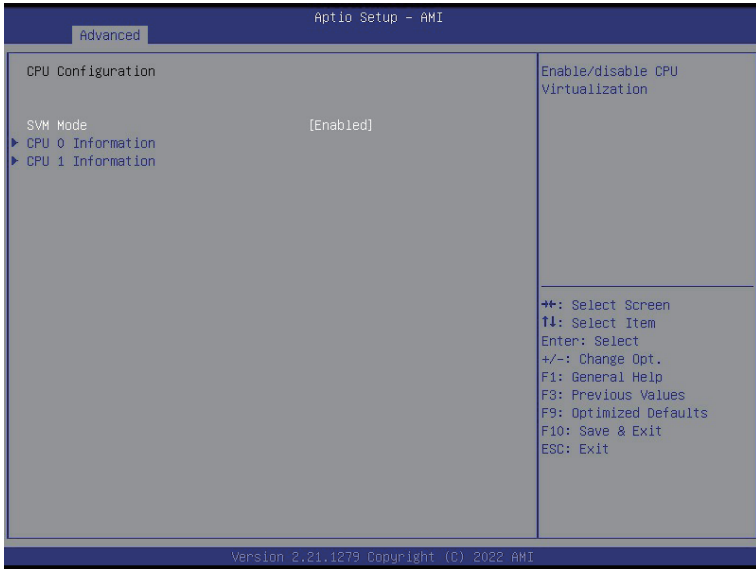 Aptio Setup – AMI
Advanced
CPU Configuration
SVM Mode [Enabled]
► CPU 0 Information
► CPU 1 Information
Enable/disable CPU
Virtualization
→←: Select Screen
↑↓: Select Item
Enter: Select
+/-: Change Opt.
F1: General Help
F3: Previous Values
F9: Optimized Defaults
F10: Save & Exit
ESC: Exit
Version 2.21.1279 Copyright (C) 2022 AMI